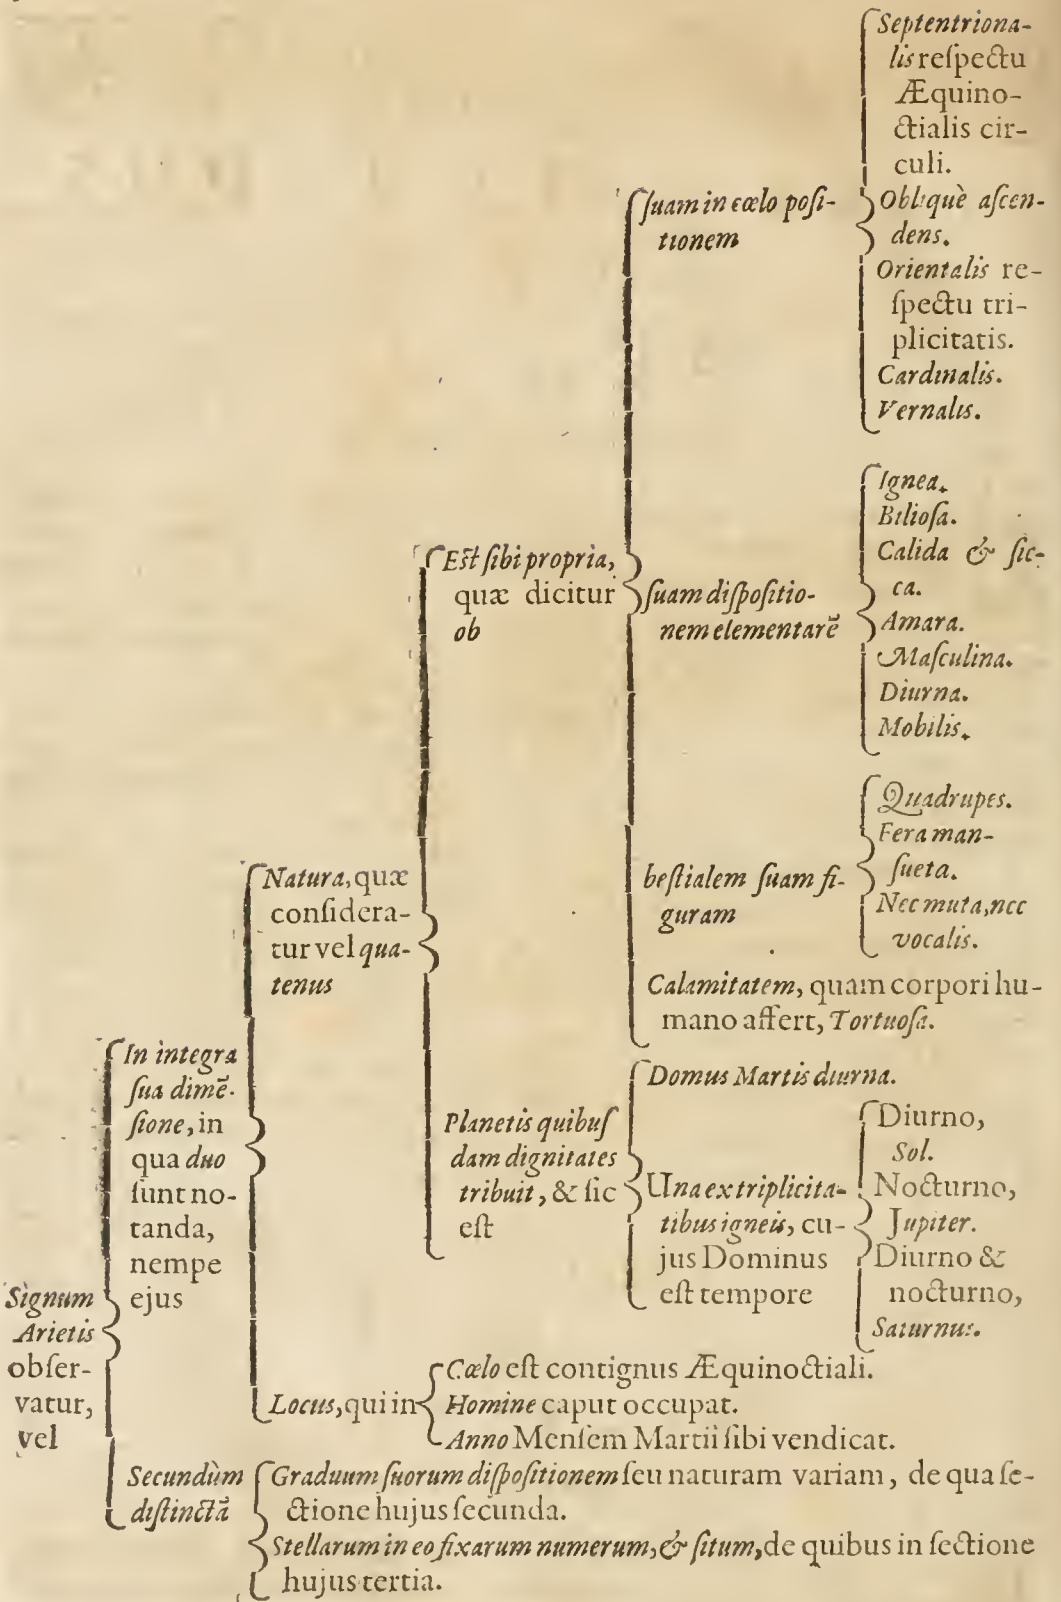 Signum
Arietis
obſer-
vatur,
vel
In integra
ſua dimē-
ſione, in
qua duo
ſunt no-
tanda,
nempe
ejus
Natura, quæ
conſidera-
tur vel qua-
tenus
Eſt ſibi propria,
quæ dicitur
ob
ſuam in cœlo poſi-
tionem
Septentriona-
lis reſpectu
Æquino-
ctialis cir-
culi.
Obliquè aſcen-
dens.
Orientalis re-
ſpectu tri-
plicitatis.
Cardinalis.
Vernalis.
ſuam diſpoſitio-
nem elementarē
Ignea.
Bilioſa.
Calida & ſic-
ca.
Amara.
Maſculina.
Diurna.
Mobilis.
beſtialem ſuam fi-
guram
Quadrupes.
Fera man-
ſueta.
Nec muta, nec
vocalis.
Calamitatem, quam corpori hu-
mano affert, Tortuoſa.
Planetis quibuſ
dam dignitates
tribuit, & ſic
eſt
Domus Martis diurna.
Una ex triplicita-
tibus igneis, cu-
jus Dominus
eſt tempore
Diurno,
Sol.
Nocturno,
Jupiter.
Diurno &
nocturno,
Saturnus.
Locus, qui in
Cœlo eſt contignus Æquinoctiali.
Homine caput occupat.
Anno Menſem Martii ſibi vendicat.
Secundùm
diſtinctā
Graduum ſuorum diſpoſitionem ſeu naturam variam, de qua ſe-
ctione hujus ſecunda.
Stellarum in eo fixarum numerum, & ſitum, de quibus in ſectione
hujus tertia.